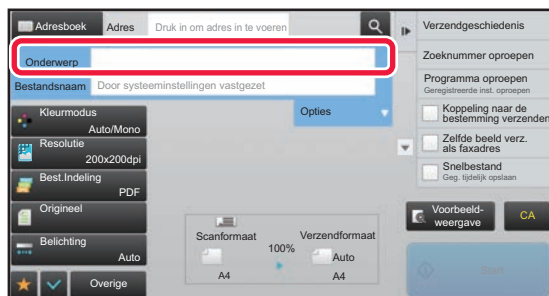 Adresboek
Adres
Druk in om adres in te voeren
Onderwerp
Bestandsnaam
Door systeeminstellingen vastgezet
Opties
Kleurmodus
Auto/Mono
Resolutie
200x200dpi
Best.Indeling
PDF
Origineel
Belichting
Auto
Overige
Scanformaat
A4
100%
Verzendformaat
Auto
A4
Verzendgeschiedenis
Zoeknummer oproepen
Programma oproepen
Geregistreerde inst. oproepen
Koppeling naar de
bestemming verzenden
Zelfde beeld verz.
als faxadres
Snelbestand
Geg. tijdelijk opslaan
Voorbeeld-
weergave
CA
Start